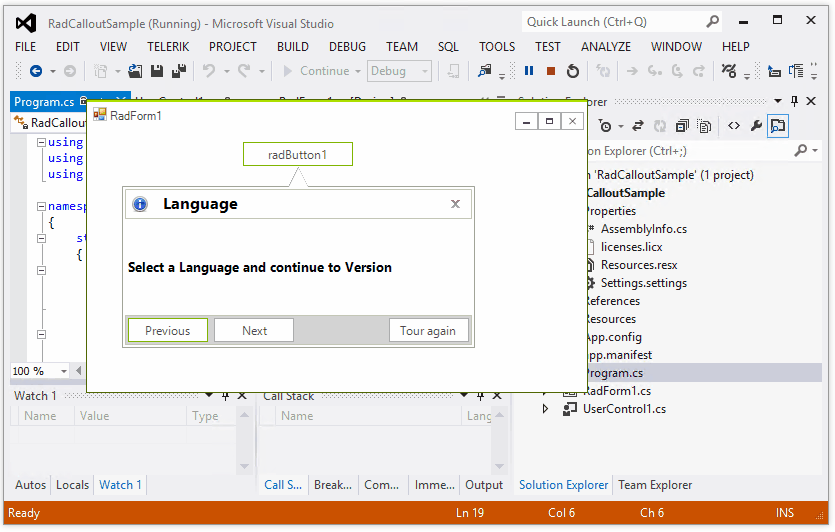 RadCalloutSample (Running) - Microsoft Visual Studio
Quick Launch (Ctrl+Q)
FILE EDIT VIEW TELERIK PROJECT BUILD DEBUG TEAM SQL TOOLS TEST ANALYZE WINDOW HELP
Continue Debug
Program.cs
Explorer
RadCallou
RadForm1
radButton1
Language
Select a Language and continue to Version
Previous Next Tour again
using
using
using
namesp
{
st
{
100 %
Explorer (Ctrl+;)
'RadCalloutSample' (1 project)
CalloutSample
Properties
AssemblyInfo.cs
licenses.licx
Resources.resx
Settings.settings
References
Resources
App.config
app.manifest
Program.cs
RadForm1.cs
UserControl1.cs
Watch 1
Name Value Type
Call Stack
Name Lang
Autos Locals Watch 1
Call S... Break... Com... Imme... Output
Solution Explorer Team Explorer
Ready Ln 19 Col 6 Ch 6 INS